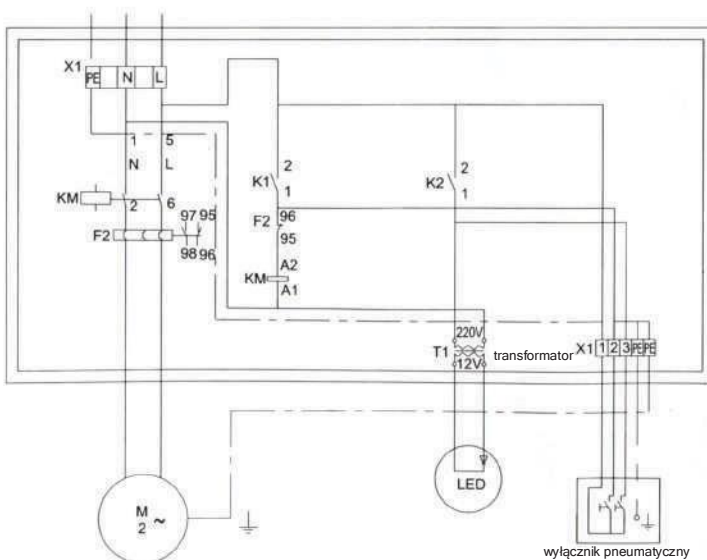 X1 PE N L
1 5
N L
KM 2 6
97 95
F2
98 96
K1 2
1
F2 96
95
A2
KM
A1
K2 2
1
220V
T1 transformator
12V
X1 1 2 3 PE PE
LED
M
2 ~
wyłącznik pneumatyczny